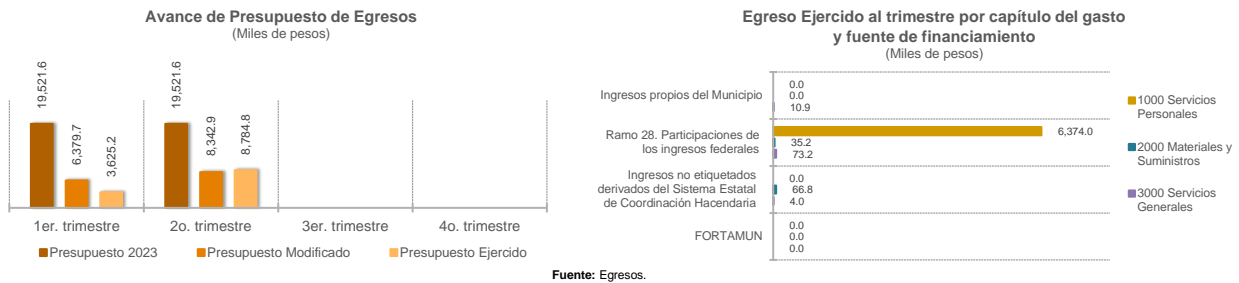 Avance de Presupuesto de Egresos
(Miles de pesos)
19,521.6
6,379.7
3,625.2
19,521.6
8,342.9
8,784.8
1er. trimestre
2o. trimestre
3er. trimestre
4o. trimestre
Presupuesto 2023
Presupuesto Modificado
Presupuesto Ejercido
Egreso Ejercido al trimestre por capítulo del gasto
y fuente de financiamiento
(Miles de pesos)
Ingresos propios del Municipio
0.0
0.0
10.9
Ramo 28. Participaciones de
los ingresos federales
6,374.0
35.2
73.2
Ingresos no etiquetados
derivados del Sistema Estatal
de Coordinación Hacendaria
0.0
66.8
4.0
FORTAMUN
0.0
0.0
0.0
1000 Servicios
Personales
2000 Materiales y
Suministros
3000 Servicios
Generales
Fuente: Egresos.